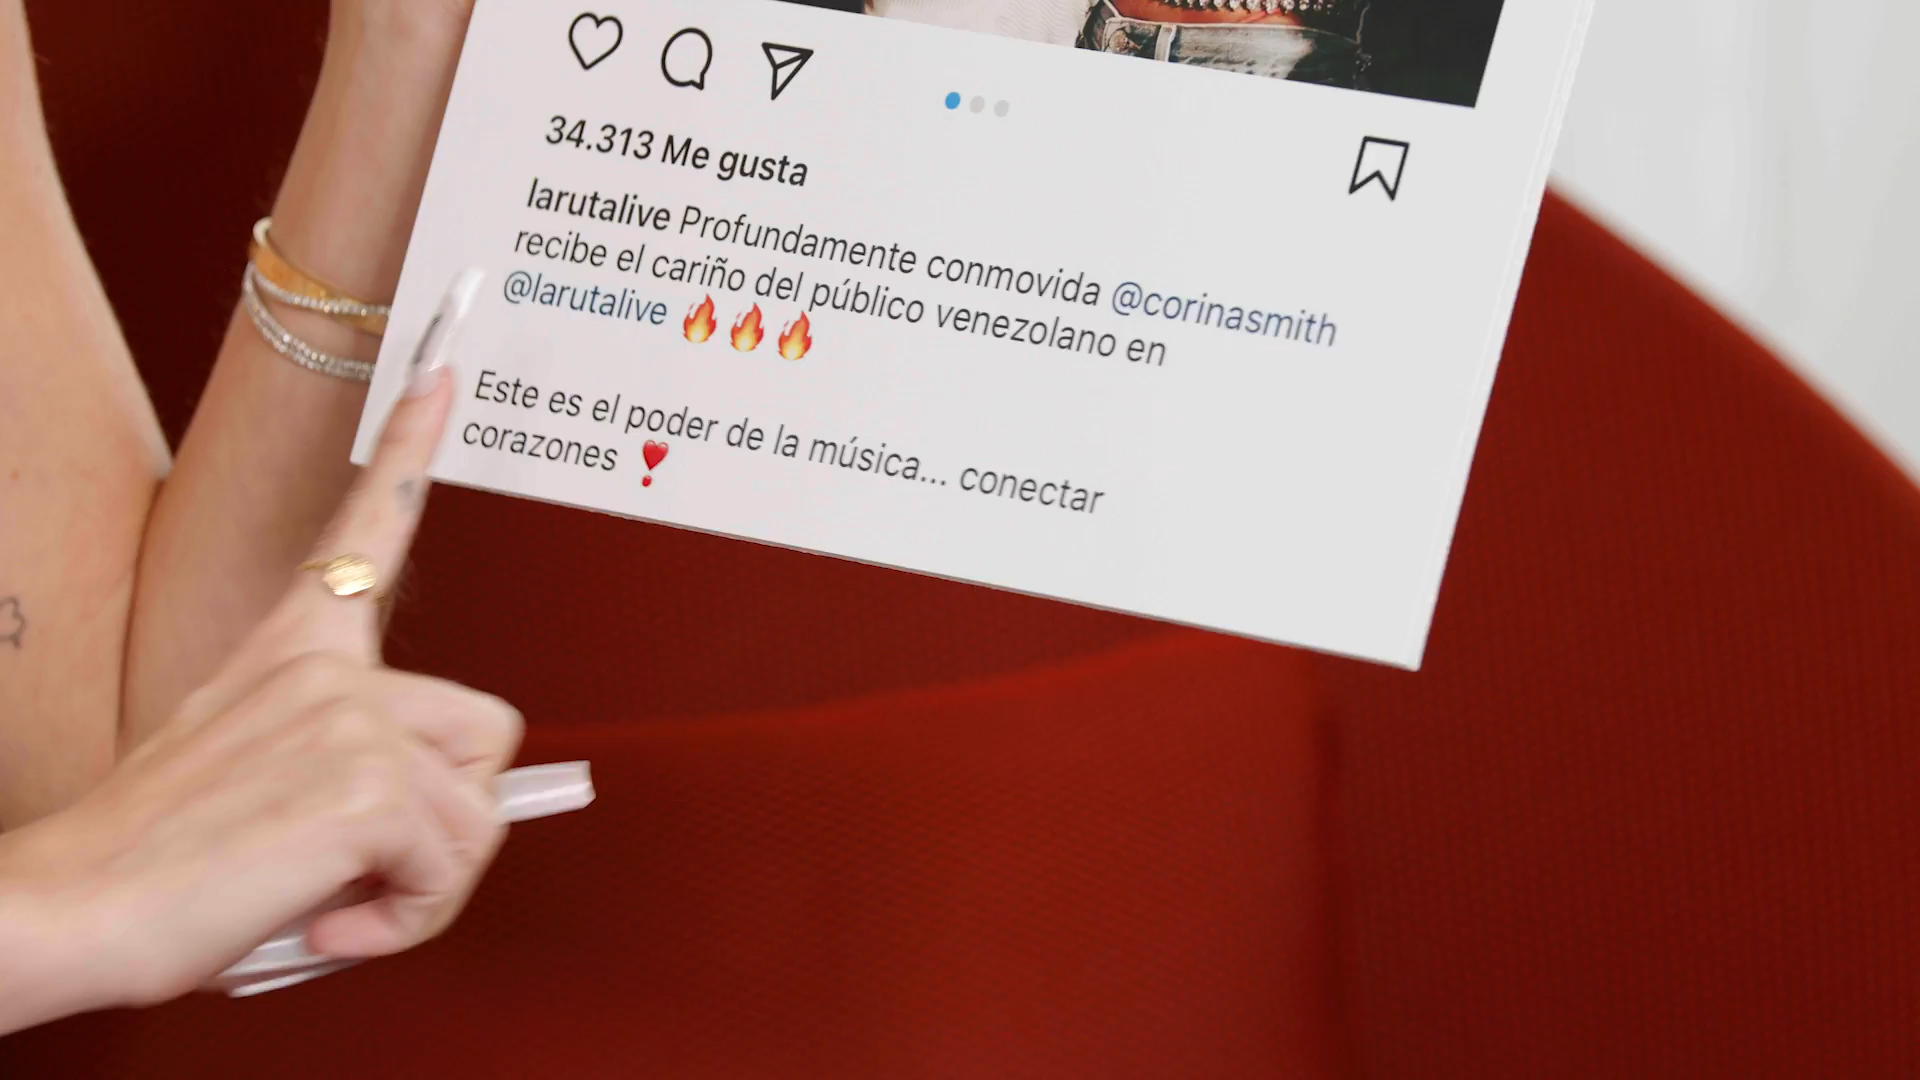 34.313 Me gusta
larutalive Profundamente conmovida @corinasmith
recibe el cariño del público venezolano en
@larutalive 🔥🔥🔥
Este es el poder de la música... conectar
corazones ❣️